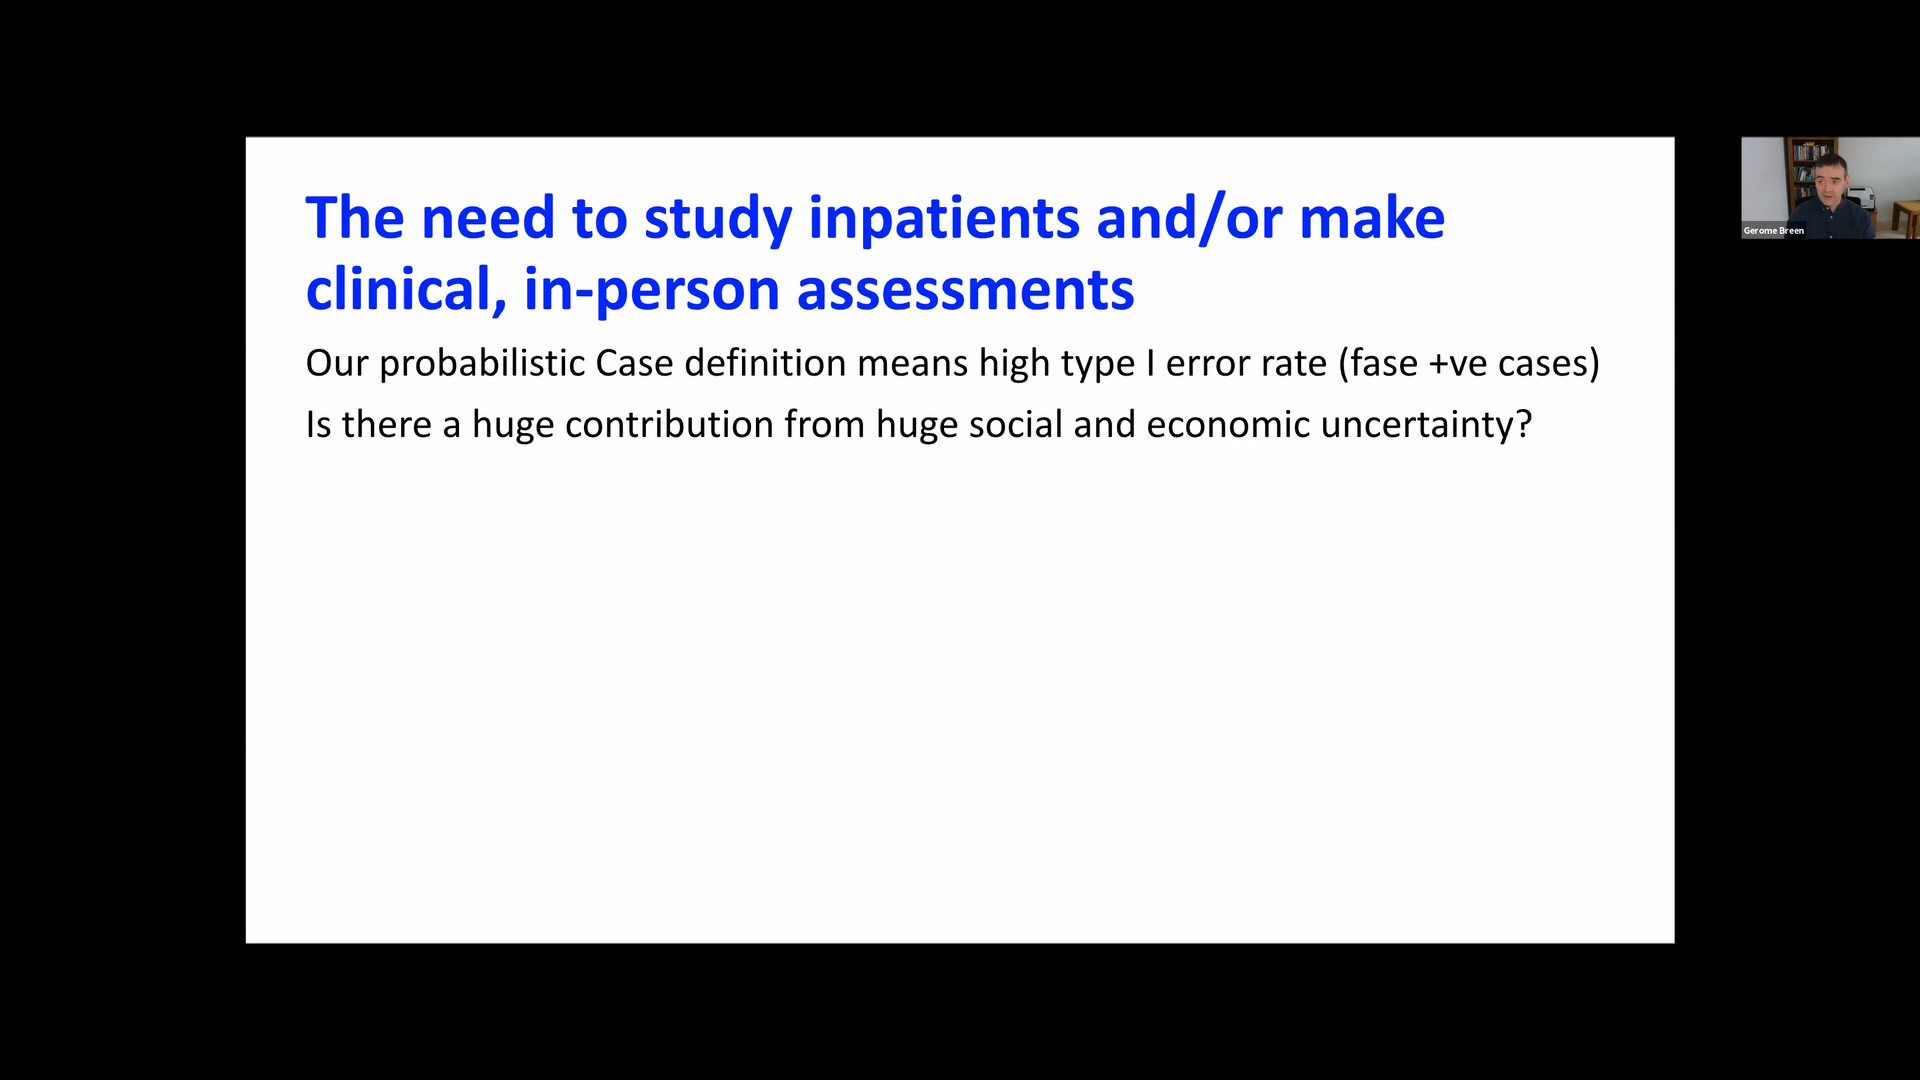 The need to study inpatients and/or make
clinical, in-person assessments
Our probabilistic Case definition means high type I error rate (fase +ve cases)
Is there a huge contribution from huge social and economic uncertainty?
Gerome Breen